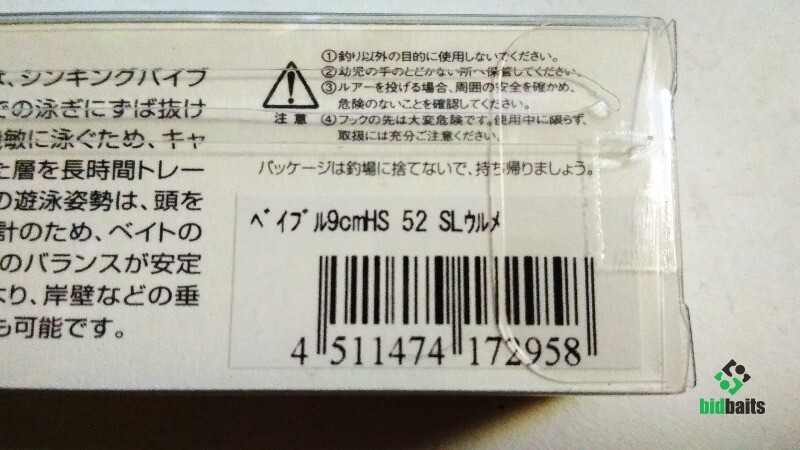 は、シンキングバイブ
での泳ぎにずば抜け
敏に泳ぐため、キャ
た層を長時間トレー
の遊泳姿勢は、頭を
計のため、ベイトの
のバランスが安定
より、岸壁などの垂
も可能です。
注意
①釣り以外の目的に使用しないでください。
②幼児の手のとどかない所へ保管してください。
③ルアーを投げる場合、周囲の安全を確かめ、
危険のないことを確認してください。
④フックの先は大変危険です。使用中に限らず、
取扱には充分ご注意ください。
パッケージは釣場に捨てないで、持ち帰りましょう。
ベイブル9cmHS 52 SLウルメ
4 511474 172958
bidbaits